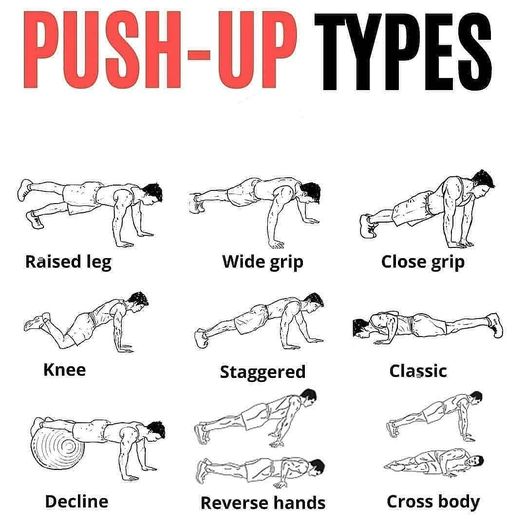 PUSH-UP TYPES
Raised leg
Wide grip
Close grip
Knee
Staggered
Classic
Decline
Reverse hands
Cross body